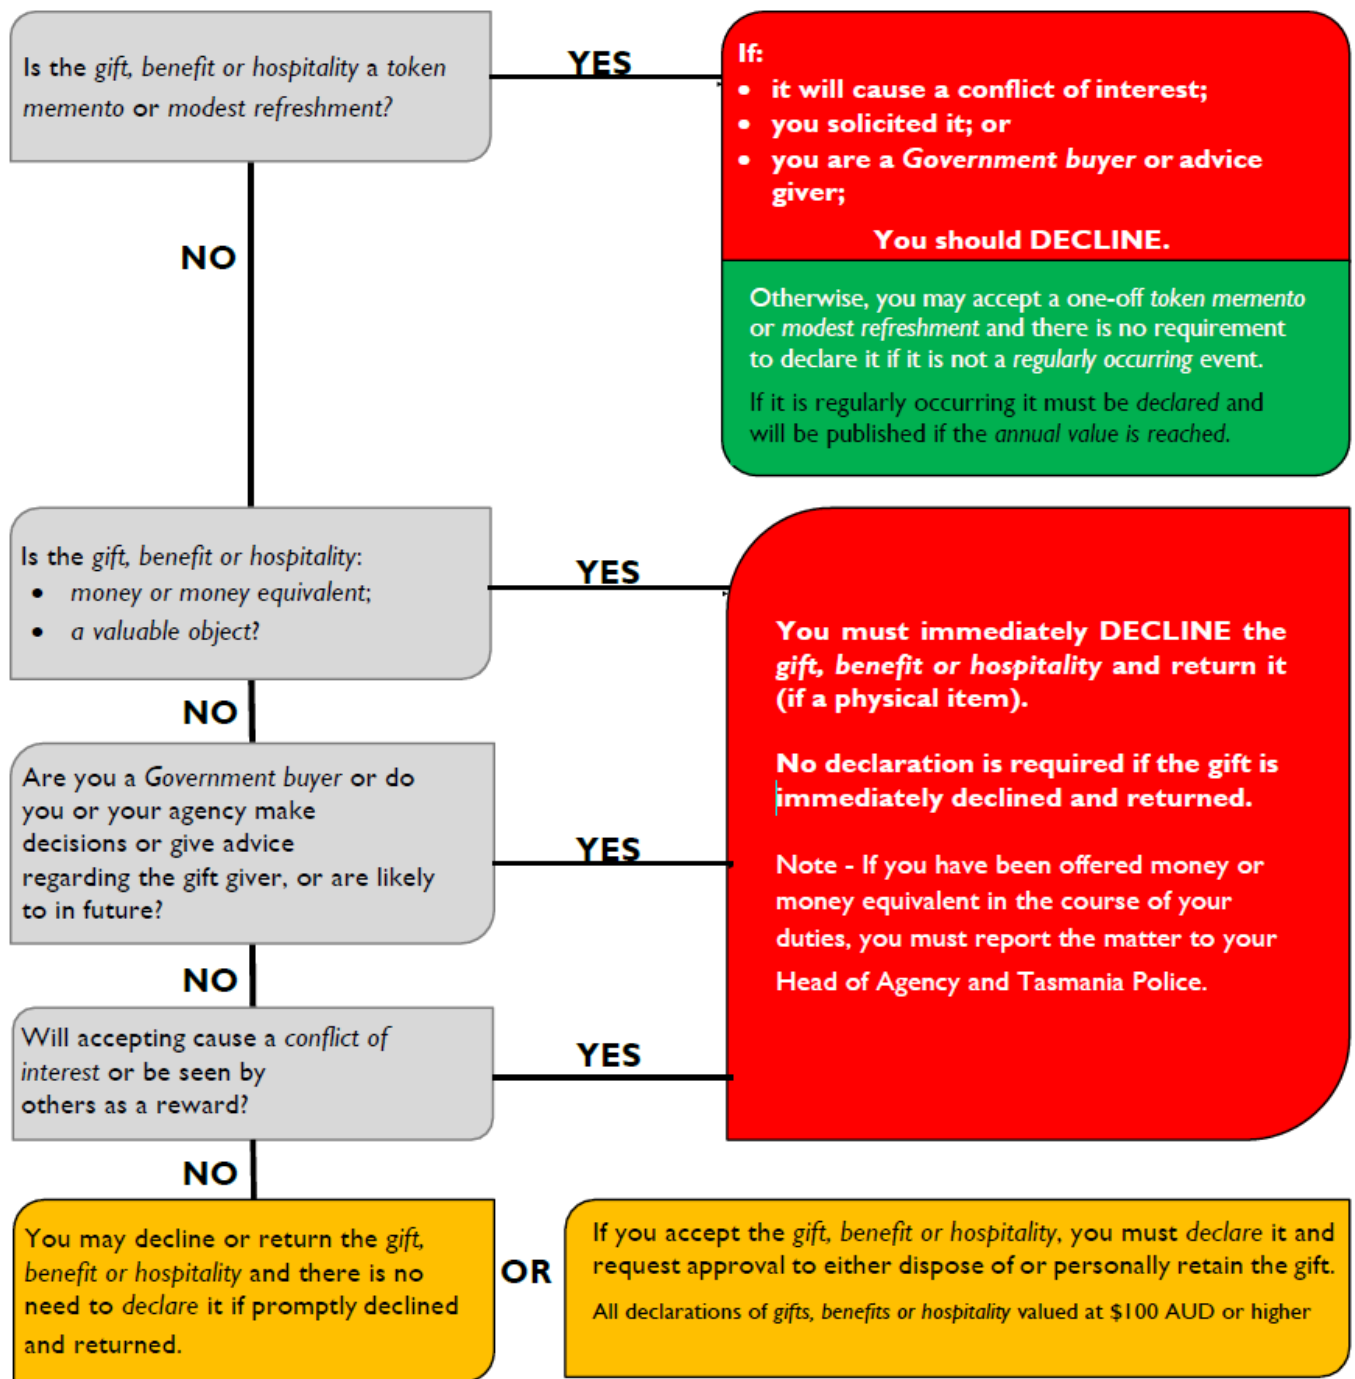 Is the gift, benefit or hospitality a token
memento or modest refreshment?
YES
If:
• it will cause a conflict of interest;
• you solicited it; or
• you are a Government buyer or advice
giver;
You should DECLINE.
Otherwise, you may accept a one-off token memento
or modest refreshment and there is no requirement
to declare it if it is not a regularly occurring event.
If it is regularly occurring it must be declared and
will be published if the annual value is reached.
NO
Is the gift, benefit or hospitality:
• money or money equivalent;
• a valuable object?
YES
You must immediately DECLINE the
gift, benefit or hospitality and return it
(if a physical item).
No declaration is required if the gift is
immediately declined and returned.
Note - If you have been offered money or
money equivalent in the course of your
duties, you must report the matter to your
Head of Agency and Tasmania Police.
NO
Are you a Government buyer or do
you or your agency make
decisions or give advice
regarding the gift giver, or are likely
to in future?
YES
NO
Will accepting cause a conflict of
interest or be seen by
others as a reward?
YES
NO
You may decline or return the gift,
benefit or hospitality and there is no
need to declare it if promptly declined
and returned.
OR
If you accept the gift, benefit or hospitality, you must declare it and
request approval to either dispose of or personally retain the gift.
All declarations of gifts, benefits or hospitality valued at $100 AUD or higher